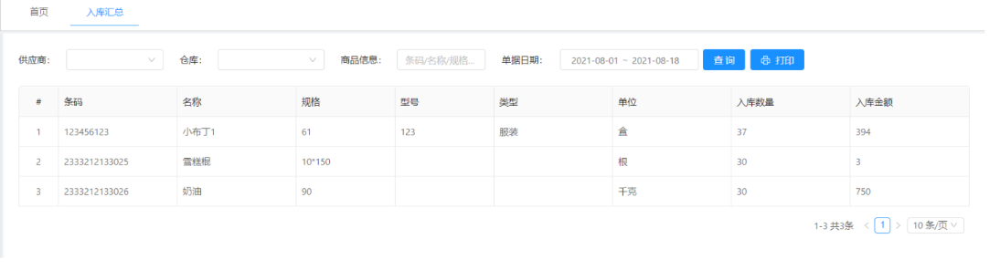 首页 入库汇总
供应商: 仓库: 商品信息: 条码/名称/规格... 单据日期: 2021-08-01 ~ 2021-08-18 查询 打印
# 条码 名称 规格 型号 类型 单位 入库数量 入库金额
1 123456123 小布丁1 61 123 服装 盒 37 394
2 2333212133025 雪糕棍 10*150 根 30 3
3 2333212133026 奶油 90 千克 30 750
1-3 共3条 < 1 > 10 条/页